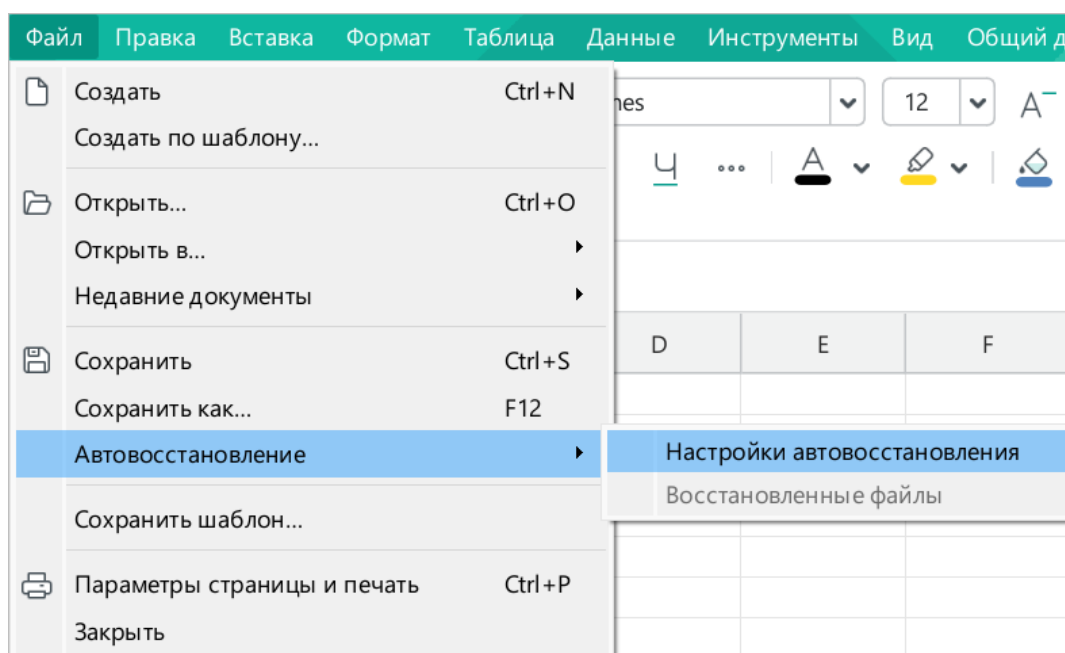 Файл Правка Вставка Формат Таблица Данные Инструменты Вид Общий
Создать Ctrl+N
nes 12 A
Создать по шаблону...
Ч A
Открыть... Ctrl+O
Открыть в...
Недавние документы
D E F
Сохранить Ctrl+S
Сохранить как... F12
Автовосстановление Настройки автовосстановления
Восстановленные файлы
Сохранить шаблон...
Параметры страницы и печать Ctrl+P
Закрыть